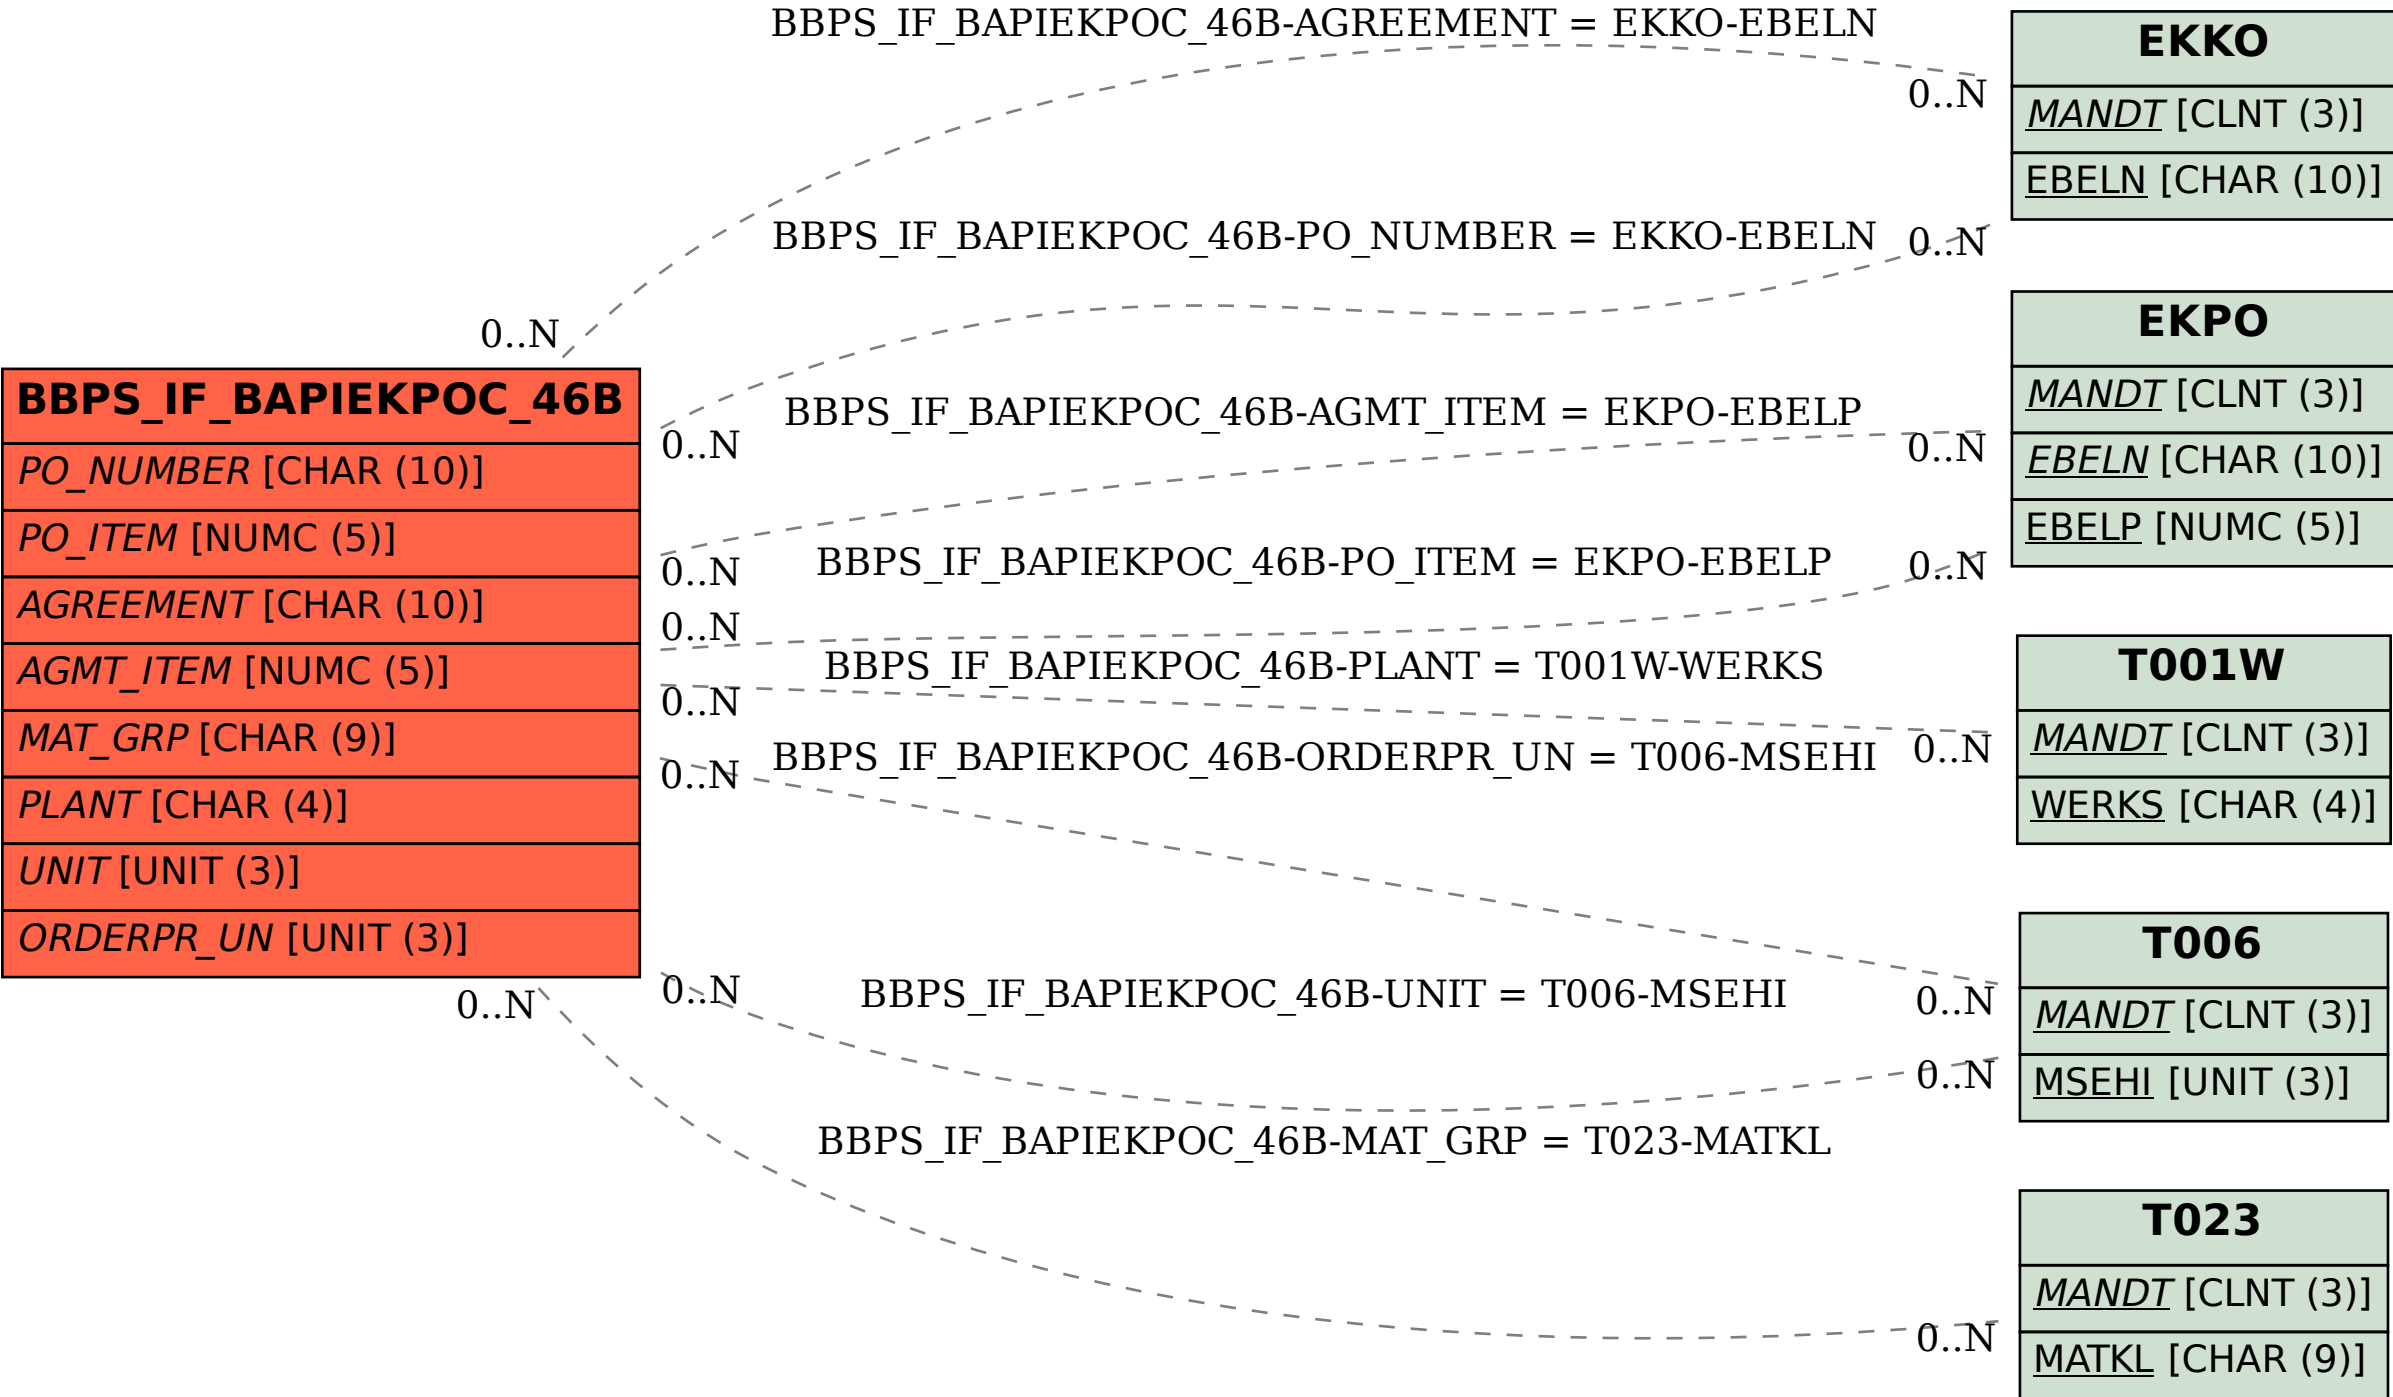 BBPS_IF_BAPIEKPOC_46B-AGREEMENT = EKKO-EBELN
0..N
0..N
BBPS_IF_BAPIEKPOC_46B-PO_NUMBER = EKKO-EBELN
0..N
0..N
BBPS_IF_BAPIEKPOC_46B-AGMT_ITEM = EKPO-EBELP
0..N
0..N
BBPS_IF_BAPIEKPOC_46B-PO_ITEM = EKPO-EBELP
0..N
0..N
BBPS_IF_BAPIEKPOC_46B-PLANT = T001W-WERKS
0..N
0..N
BBPS_IF_BAPIEKPOC_46B-ORDERPR_UN = T006-MSEHI
0..N
0..N
BBPS_IF_BAPIEKPOC_46B-UNIT = T006-MSEHI
0..N
0..N
BBPS_IF_BAPIEKPOC_46B-MAT_GRP = T023-MATKL
0..N
0..N
BBPS_IF_BAPIEKPOC_46B
PO_NUMBER [CHAR (10)]
PO_ITEM [NUMC (5)]
AGREEMENT [CHAR (10)]
AGMT_ITEM [NUMC (5)]
MAT_GRP [CHAR (9)]
PLANT [CHAR (4)]
UNIT [UNIT (3)]
ORDERPR_UN [UNIT (3)]
EKKO
MANDT [CLNT (3)]
EBELN [CHAR (10)]
EKPO
MANDT [CLNT (3)]
EBELN [CHAR (10)]
EBELP [NUMC (5)]
T001W
MANDT [CLNT (3)]
WERKS [CHAR (4)]
T006
MANDT [CLNT (3)]
MSEHI [UNIT (3)]
T023
MANDT [CLNT (3)]
MATKL [CHAR (9)]